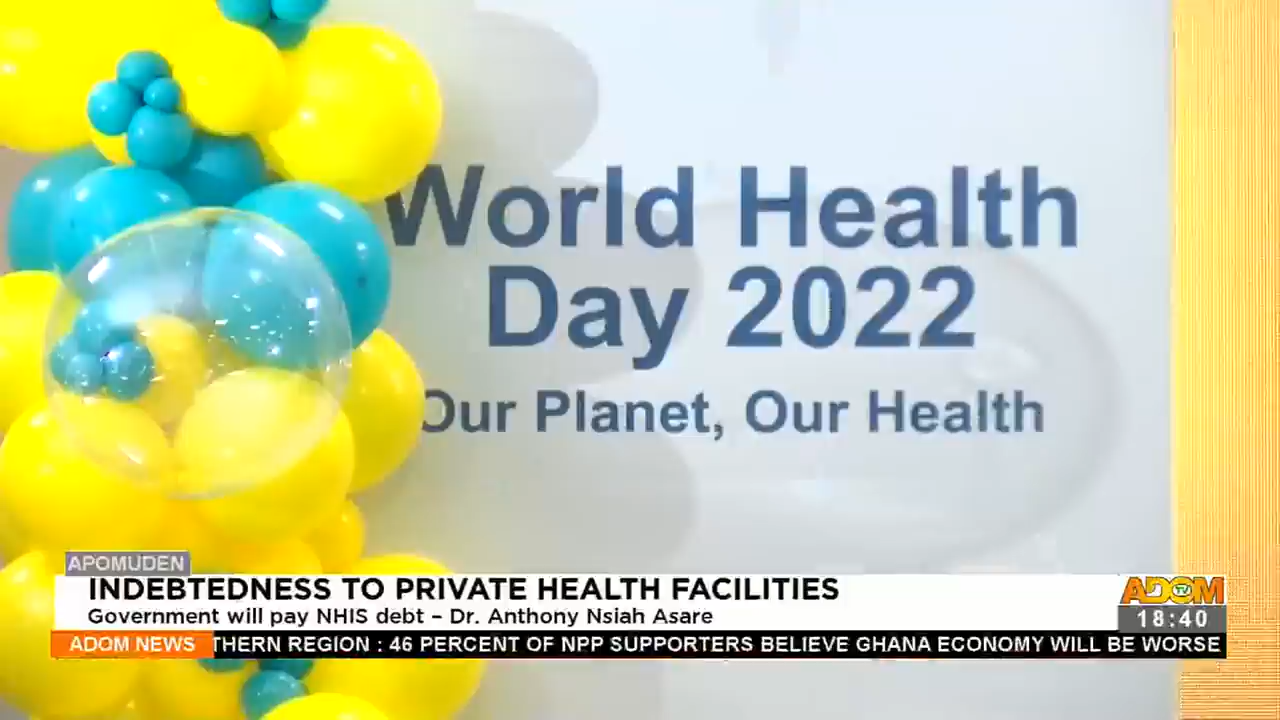 World Health
Day 2022
Our Planet, Our Health
APOMUDEN
INDEBTEDNESS TO PRIVATE HEALTH FACILITIES
Government will pay NHIS debt – Dr. Anthony Nsiah Asare
ADOM TV
18:40
ADOM NEWS
THERN REGION : 46 PERCENT OF NPP SUPPORTERS BELIEVE GHANA ECONOMY WILL BE WORSE